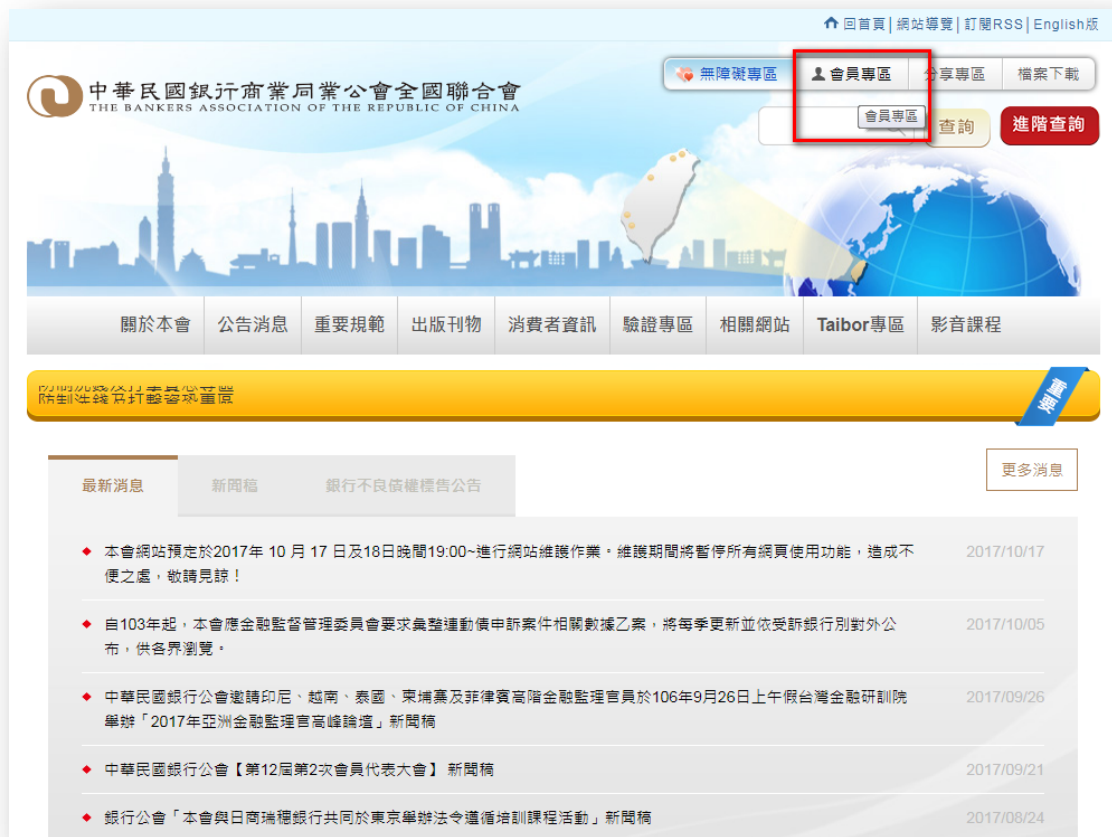 回首頁|網站導覽|訂閱RSS|English版
中華民國銀行商業同業公會全國聯合會
THE BANKERS ASSOCIATION OF THE REPUBLIC OF CHINA
無障礙專區 會員專區 分享專區 檔案下載
會員專區 查詢 進階查詢
關於本會 公告消息 重要規範 出版刊物 消費者資訊 驗證專區 相關網站 Taibor專區 影音課程
重要
更多消息
最新消息 新聞稿 銀行不良債權標售公告
本會網站預定於2017年 10 月 17 日及18日晚間19:00~進行網站維護作業。維護期間將暫停所有網頁使用功能,造成不 2017/10/17
便之處,敬請見諒!
自103年起,本會應金融監督管理委員會要求彙整連動債申訴案件相關數據乙案,將每季更新並依受訴銀行別對外公 2017/10/05
布,供各界瀏覽。
中華民國銀行公會邀請印尼、越南、泰國、柬埔寨及菲律賓高階金融監理官員於106年9月26日上午假台灣金融研訓院 2017/09/26
舉辦「2017年亞洲金融監理官高峰論壇」新聞稿
中華民國銀行公會【第12屆第2次會員代表大會】 新聞稿 2017/09/21
銀行公會「本會與日商瑞穗銀行共同於東京舉辦法令遵循培訓課程活動」新聞稿 2017/08/24